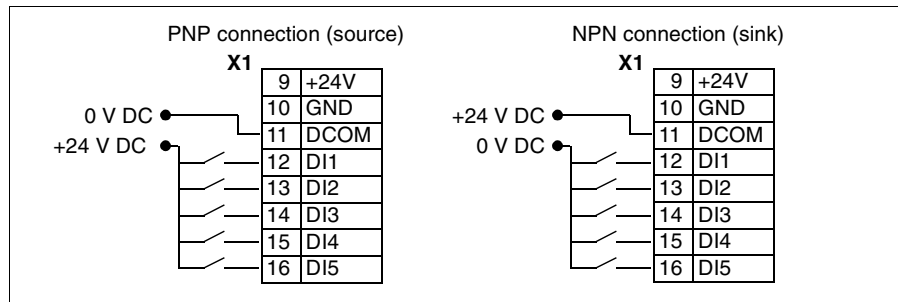 PNP connection (source)
X1
9 +24V
10 GND
0 V DC
11 DCOM
+24 V DC
12 DI1
13 DI2
14 DI3
15 DI4
16 DI5
NPN connection (sink)
X1
9 +24V
10 GND
+24 V DC
11 DCOM
0 V DC
12 DI1
13 DI2
14 DI3
15 DI4
16 DI5